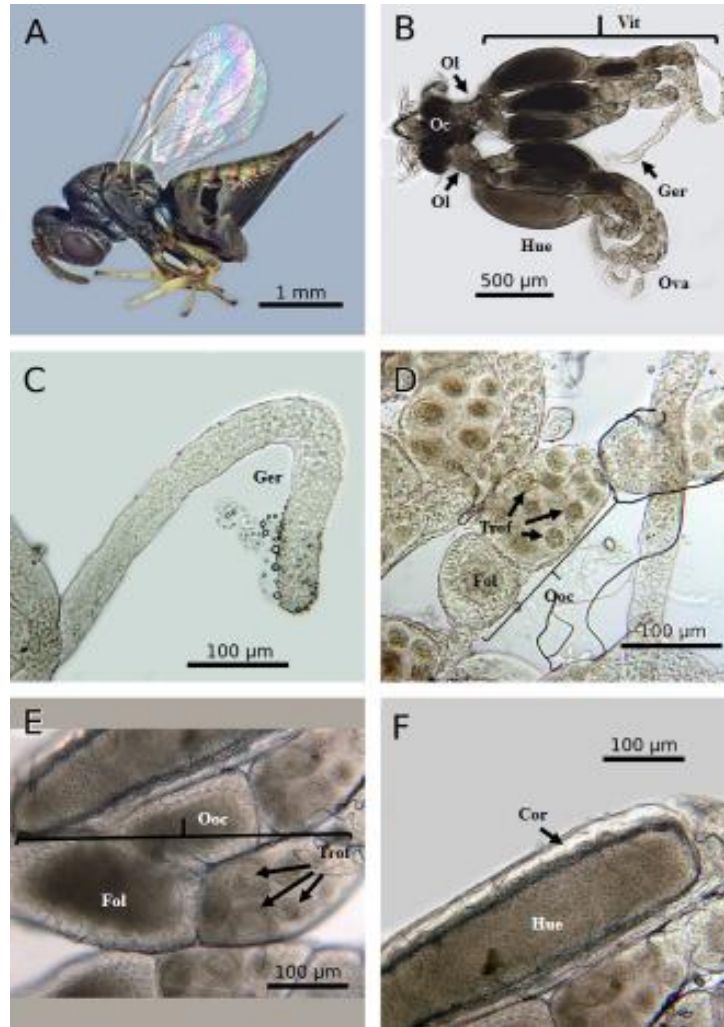 A
1 mm
B
Vit
Ol
Oc
Ol
Ger
Hue
Ova
500 µm
C
Ger
100 µm
D
Trof
Fol
Ooc
100 µm
E
Ooc
Trof
Fol
100 µm
F
100 µm
Cor
Hue